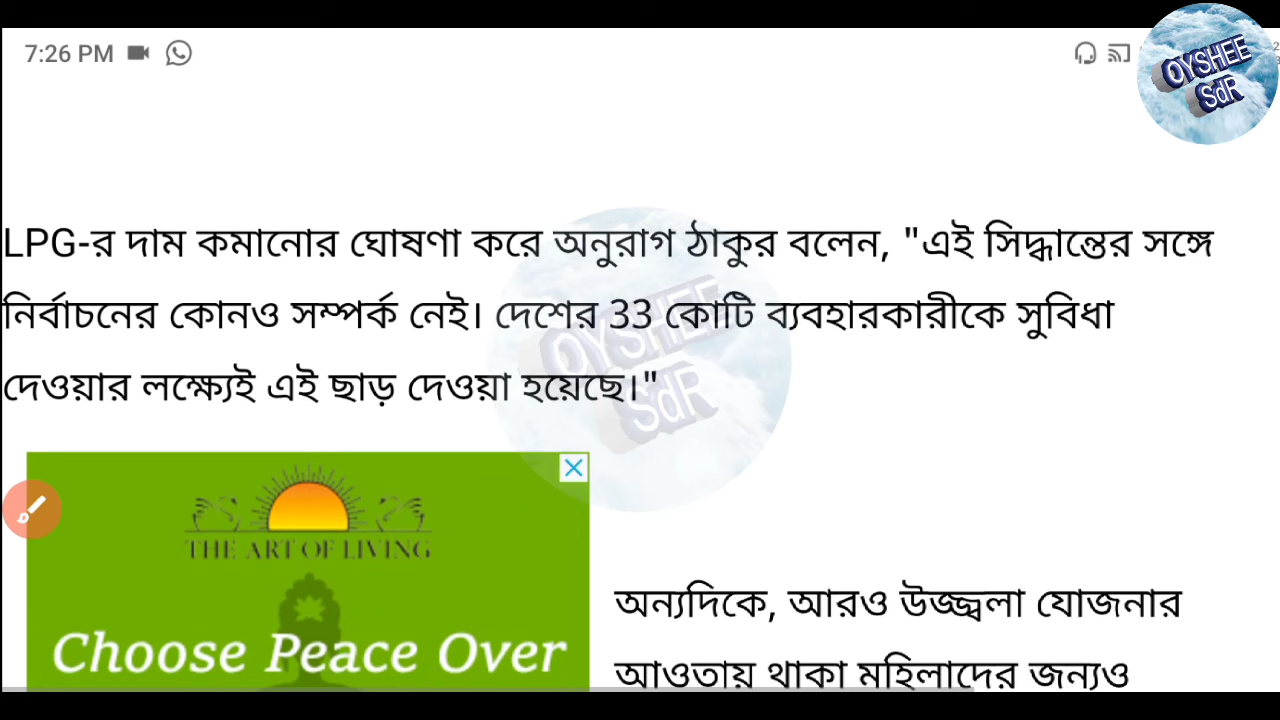 7:26 PM
OYSHEE
SdR
LPG-র দাম কমানোর ঘোষণা করে অনুরাগ ঠাকুর বলেন, "এই সিদ্ধান্তের সঙ্গে
নির্বাচনের কোনও সম্পর্ক নেই। দেশের 33 কোটি ব্যবহারকারীকে সুবিধা
দেওয়ার লক্ষ্যেই এই ছাড় দেওয়া হয়েছে।"
OYSHEE
SdR
THE ART OF LIVING
Choose Peace Over
অন্যদিকে, আরও উজ্জ্বলা যোজনার
আওতায় থাকা মহিলাদের জন্যও